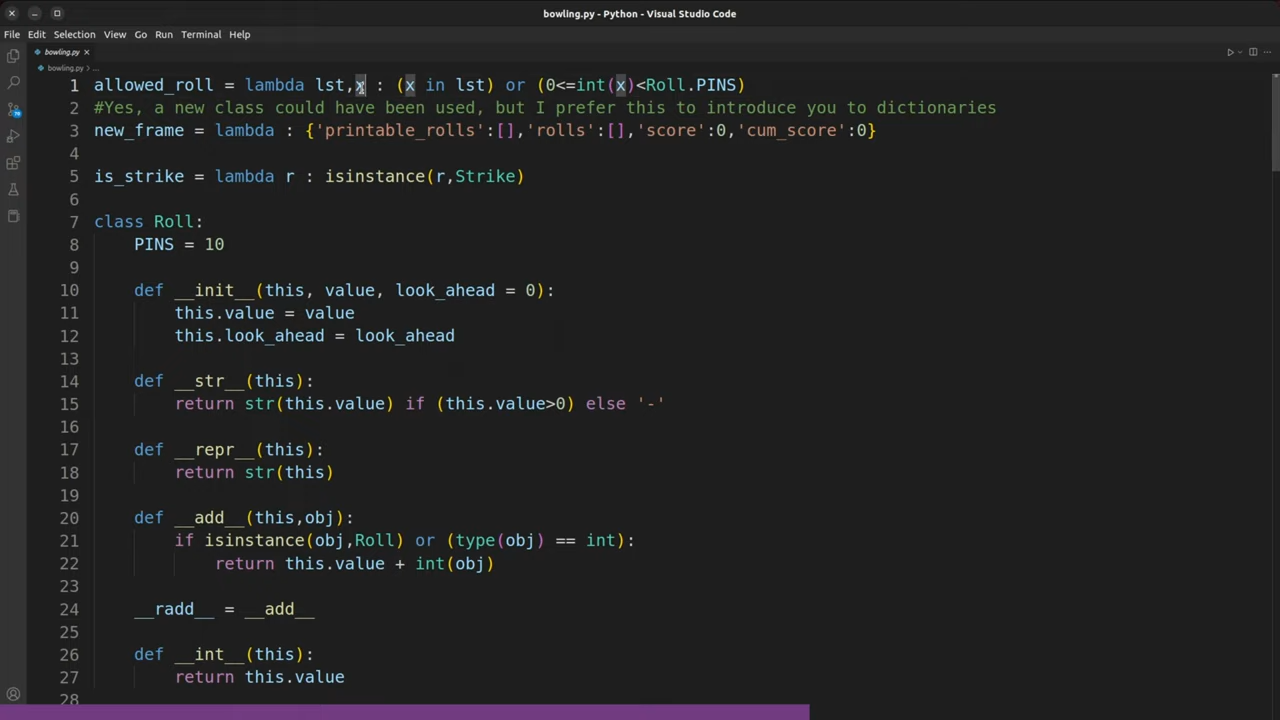 bowling.py - Python - Visual Studio Code
File Edit Selection View Go Run Terminal Help
bowling.py ×
bowling.py > ...
1 allowed_roll = lambda lst,x : (x in lst) or (0<=int(x)<Roll.PINS)
2 #Yes, a new class could have been used, but I prefer this to introduce you to dictionaries
3 new_frame = lambda : {'printable_rolls':[],'rolls':[],'score':0,'cum_score':0}
4
5 is_strike = lambda r : isinstance(r,Strike)
6
7 class Roll:
8     PINS = 10
9
10     def __init__(this, value, look_ahead = 0):
11         this.value = value
12         this.look_ahead = look_ahead
13
14     def __str__(this):
15         return str(this.value) if (this.value>0) else '-'
16
17     def __repr__(this):
18         return str(this)
19
20     def __add__(this,obj):
21         if isinstance(obj,Roll) or (type(obj) == int):
22             return this.value + int(obj)
23
24     __radd__ = __add__
25
26     def __int__(this):
27         return this.value
28